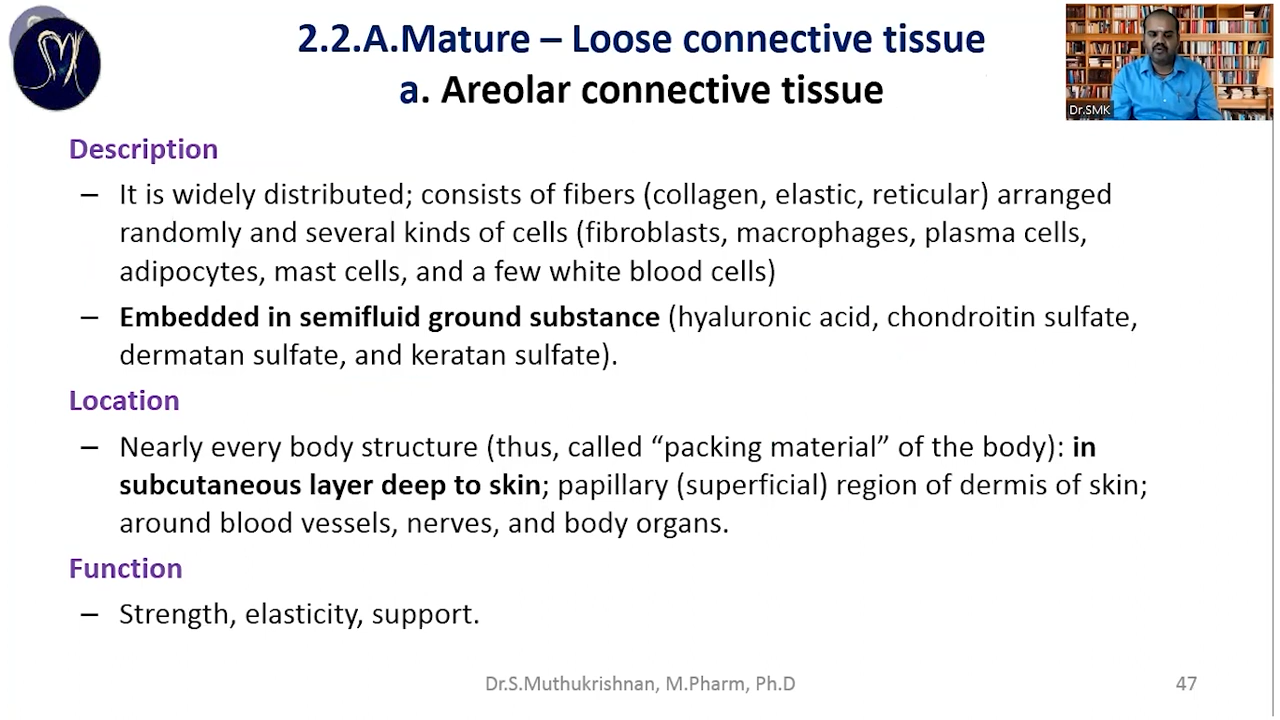 2.2.A.Mature – Loose connective tissue
a. Areolar connective tissue
Dr.SMK
Description
– It is widely distributed; consists of fibers (collagen, elastic, reticular) arranged
randomly and several kinds of cells (fibroblasts, macrophages, plasma cells,
adipocytes, mast cells, and a few white blood cells)
– Embedded in semifluid ground substance (hyaluronic acid, chondroitin sulfate,
dermatan sulfate, and keratan sulfate).
Location
– Nearly every body structure (thus, called “packing material” of the body): in
subcutaneous layer deep to skin; papillary (superficial) region of dermis of skin;
around blood vessels, nerves, and body organs.
Function
– Strength, elasticity, support.
Dr.S.Muthukrishnan, M.Pharm, Ph.D
47